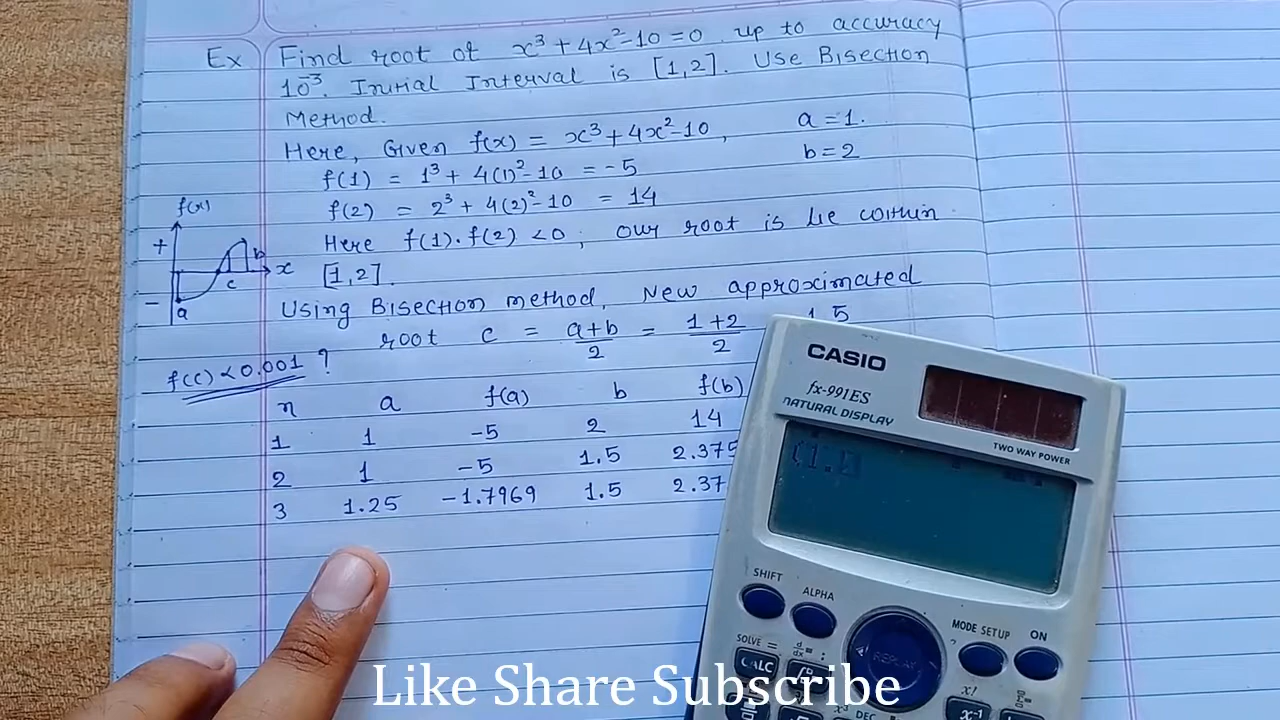 Ex Find root of x³ + 4x² - 10 = 0 up to accuracy
10⁻³. Initial Interval is [1,2]. Use Bisection
Method.
Here, Given f(x) = x³ + 4x² - 10, a = 1.
b = 2
f(1) = 1³ + 4(1)² - 10 = -5
f(2) = 2³ + 4(2)² - 10 = 14
Here f(1).f(2) < 0, our root is lie within
[1,2].
f(x)
+
b
x
c
-
a
Using Bisection method, New approximated
root c = (a+b)/2 = (1+2)/2 1.5
f(c) < 0.001 ?
n a f(a) b f(b)
1 1 -5 2 14
2 1 -5 1.5 2.375
3 1.25 -1.7969 1.5 2.37
CASIO
fx-991ES
NATURAL DISPLAY
TWO WAY POWER
(1.
SHIFT ALPHA
MODE SETUP ON
REPLAY
SOLVE =
CALC
x!
x⁻¹
Like Share Subscribe